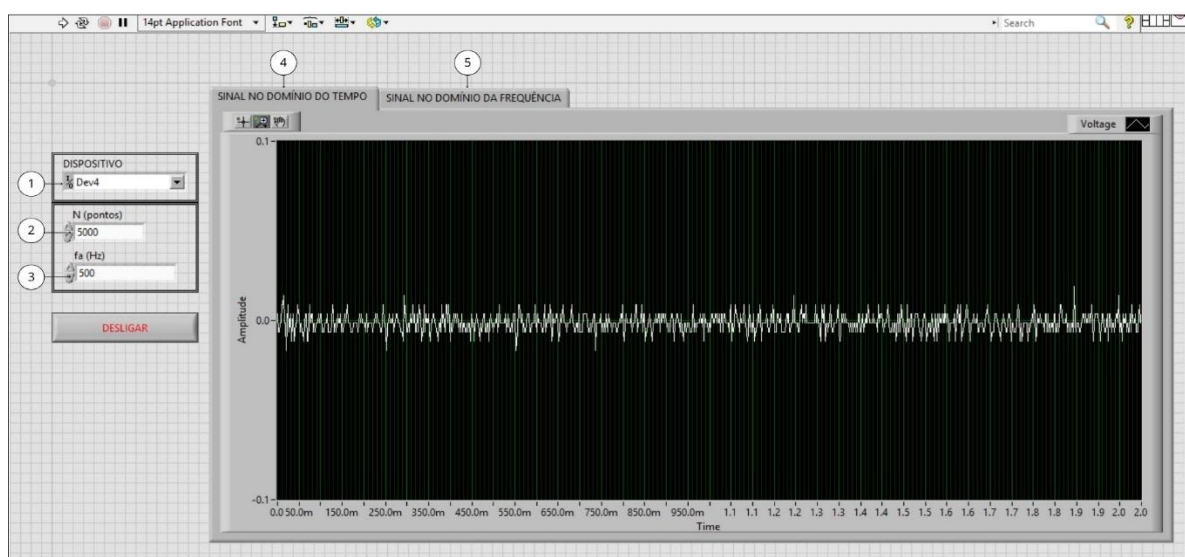 14pt Application Font
Search
4
5
SINAL NO DOMÍNIO DO TEMPO
SINAL NO DOMÍNIO DA FREQUÊNCIA
Voltage
DISPOSITIVO
1
Dev4
N (pontos)
2
5000
fa (Hz)
3
500
DESLIGAR
Amplitude
0.1
0.0
-0.1
0.0 50.0m 150.0m 250.0m 350.0m 450.0m 550.0m 650.0m 750.0m 850.0m 950.0m 1.1 1.1 1.2 1.2 1.3 1.3 1.4 1.4 1.5 1.5 1.6 1.6 1.7 1.7 1.8 1.8 1.9 1.9 2.0 2.0
Time